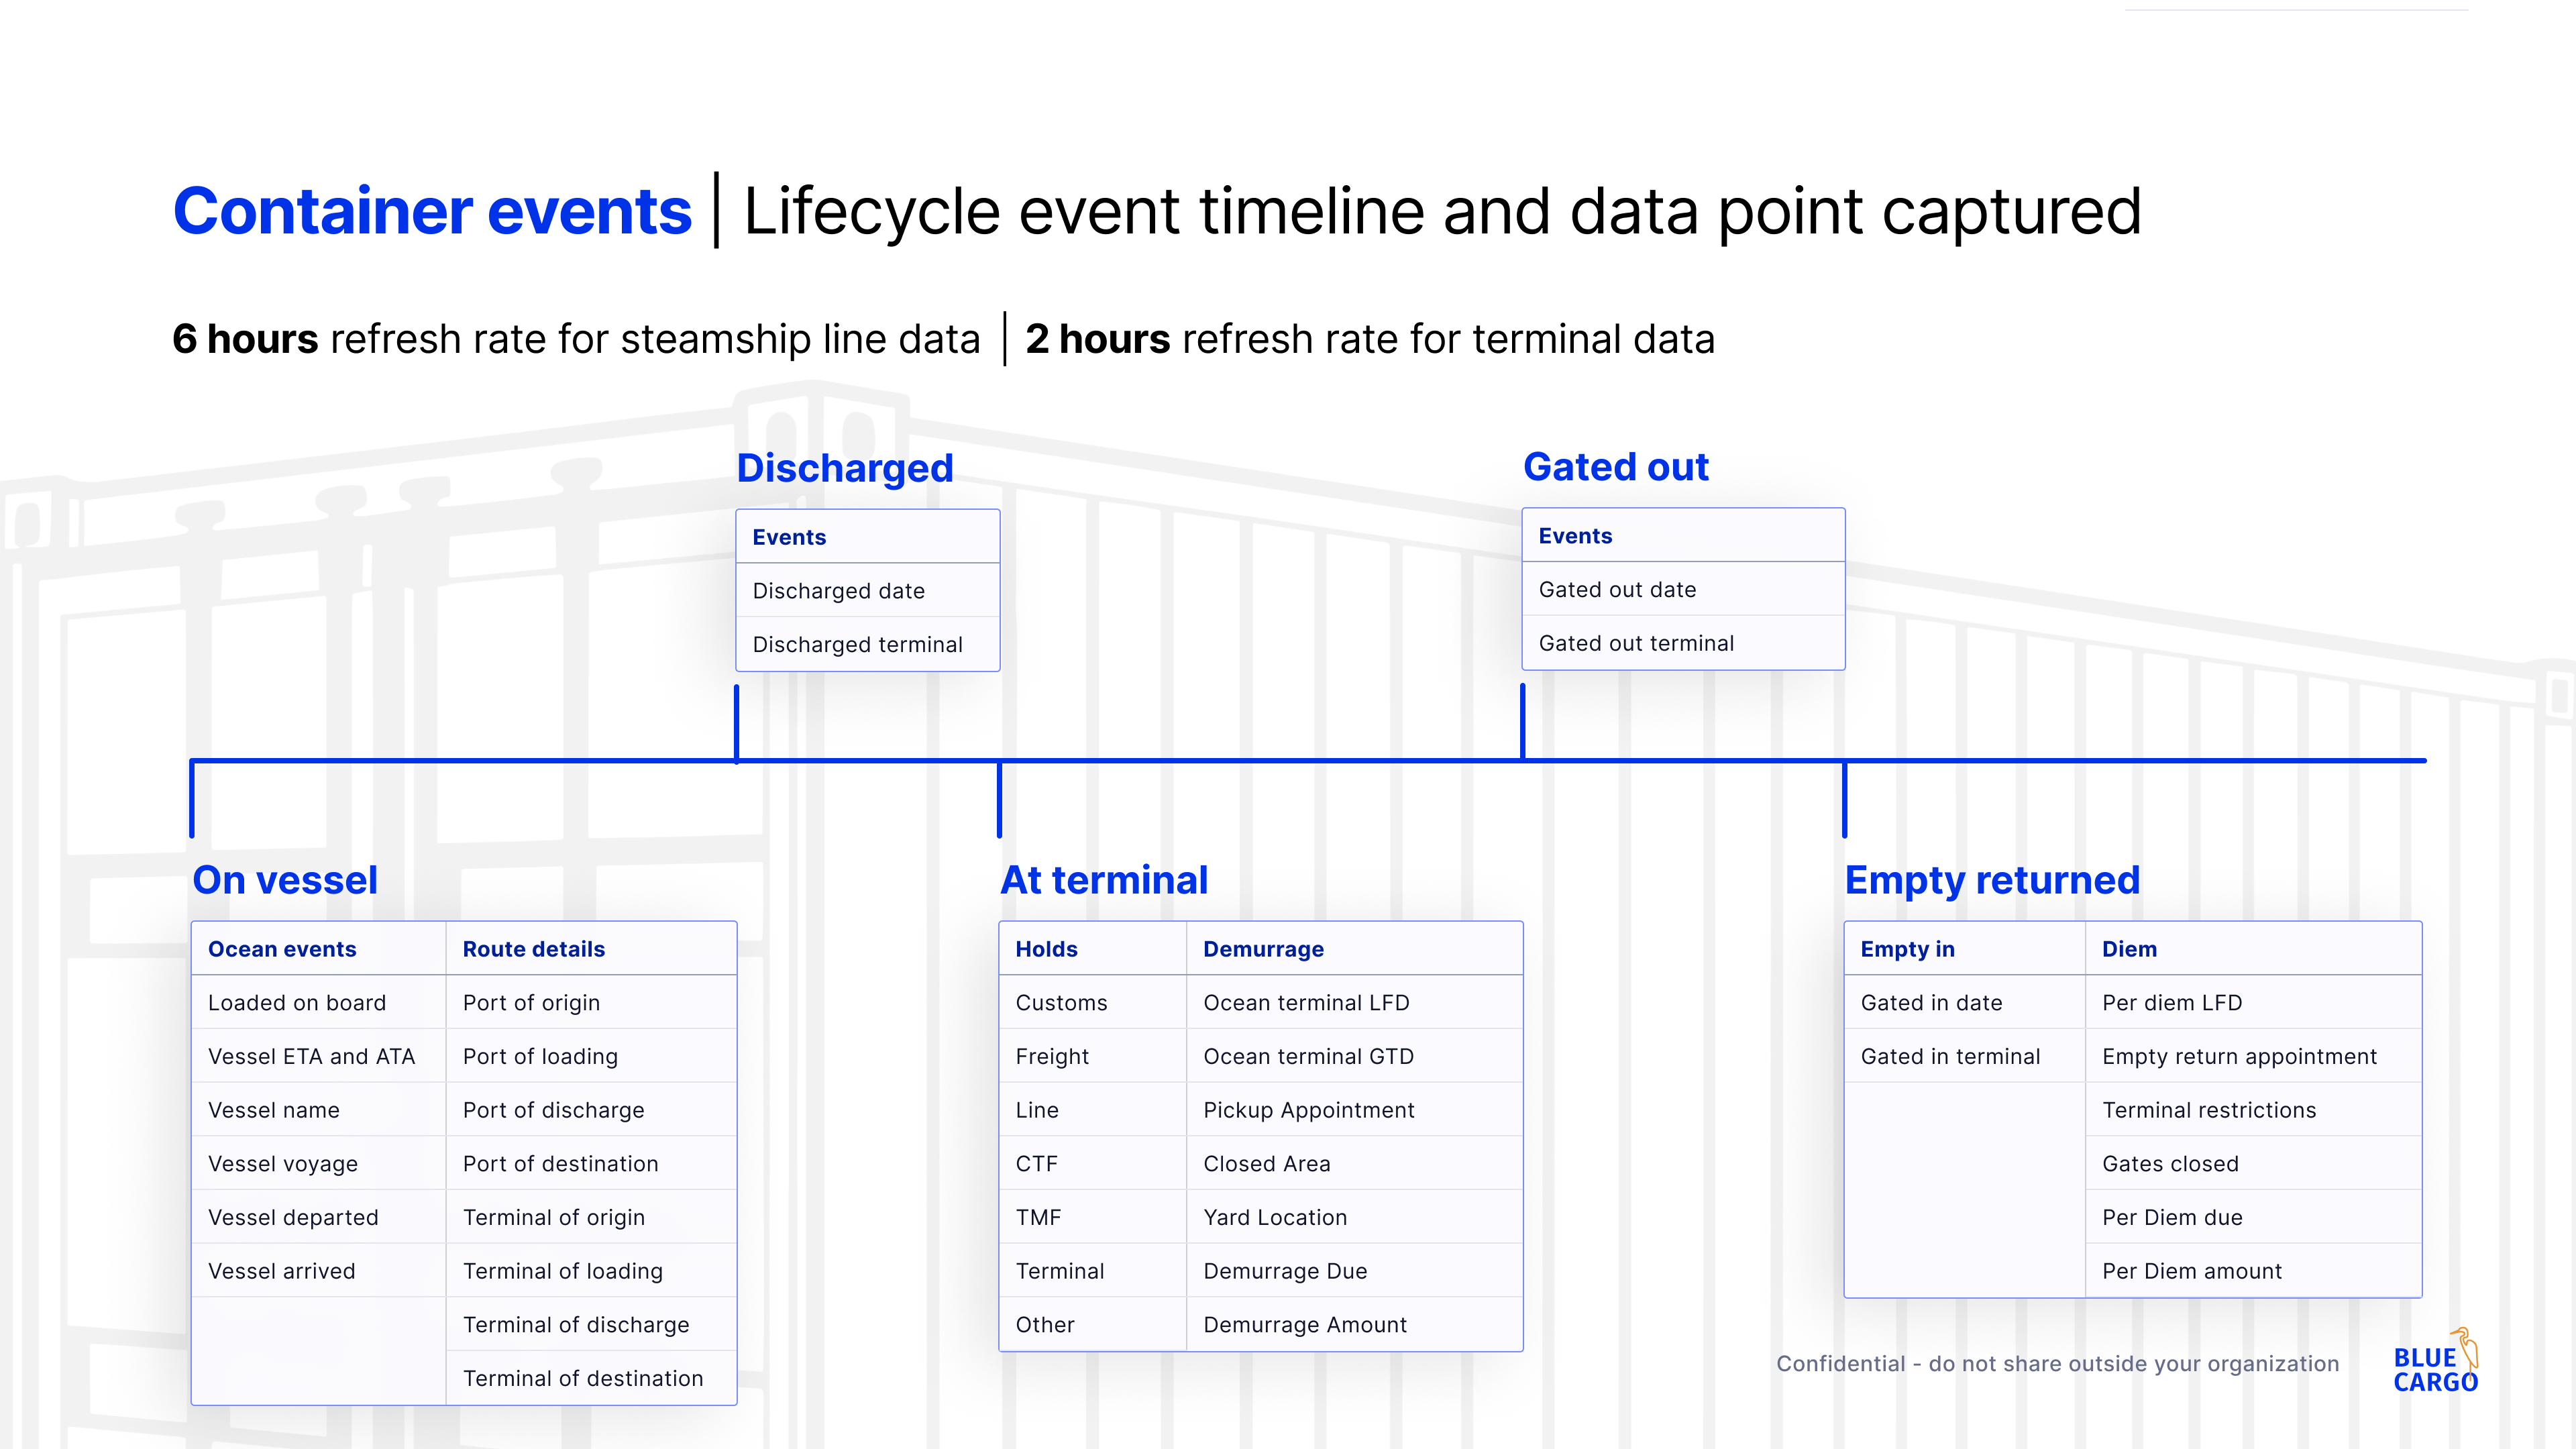 Container events | Lifecycle event timeline and data point captured
6 hours refresh rate for steamship line data | 2 hours refresh rate for terminal data
Discharged
Events
Discharged date
Discharged terminal
Gated out
Events
Gated out date
Gated out terminal
On vessel
Ocean events Route details
Loaded on board Port of origin
Vessel ETA and ATA Port of loading
Vessel name Port of discharge
Vessel voyage Port of destination
Vessel departed Terminal of origin
Vessel arrived Terminal of loading
Terminal of discharge
Terminal of destination
At terminal
Holds Demurrage
Customs Ocean terminal LFD
Freight Ocean terminal GTD
Line Pickup Appointment
CTF Closed Area
TMF Yard Location
Terminal Demurrage Due
Other Demurrage Amount
Empty returned
Empty in Diem
Gated in date Per diem LFD
Gated in terminal Empty return appointment
Terminal restrictions
Gates closed
Per Diem due
Per Diem amount
Confidential - do not share outside your organization
BLUE
CARGO